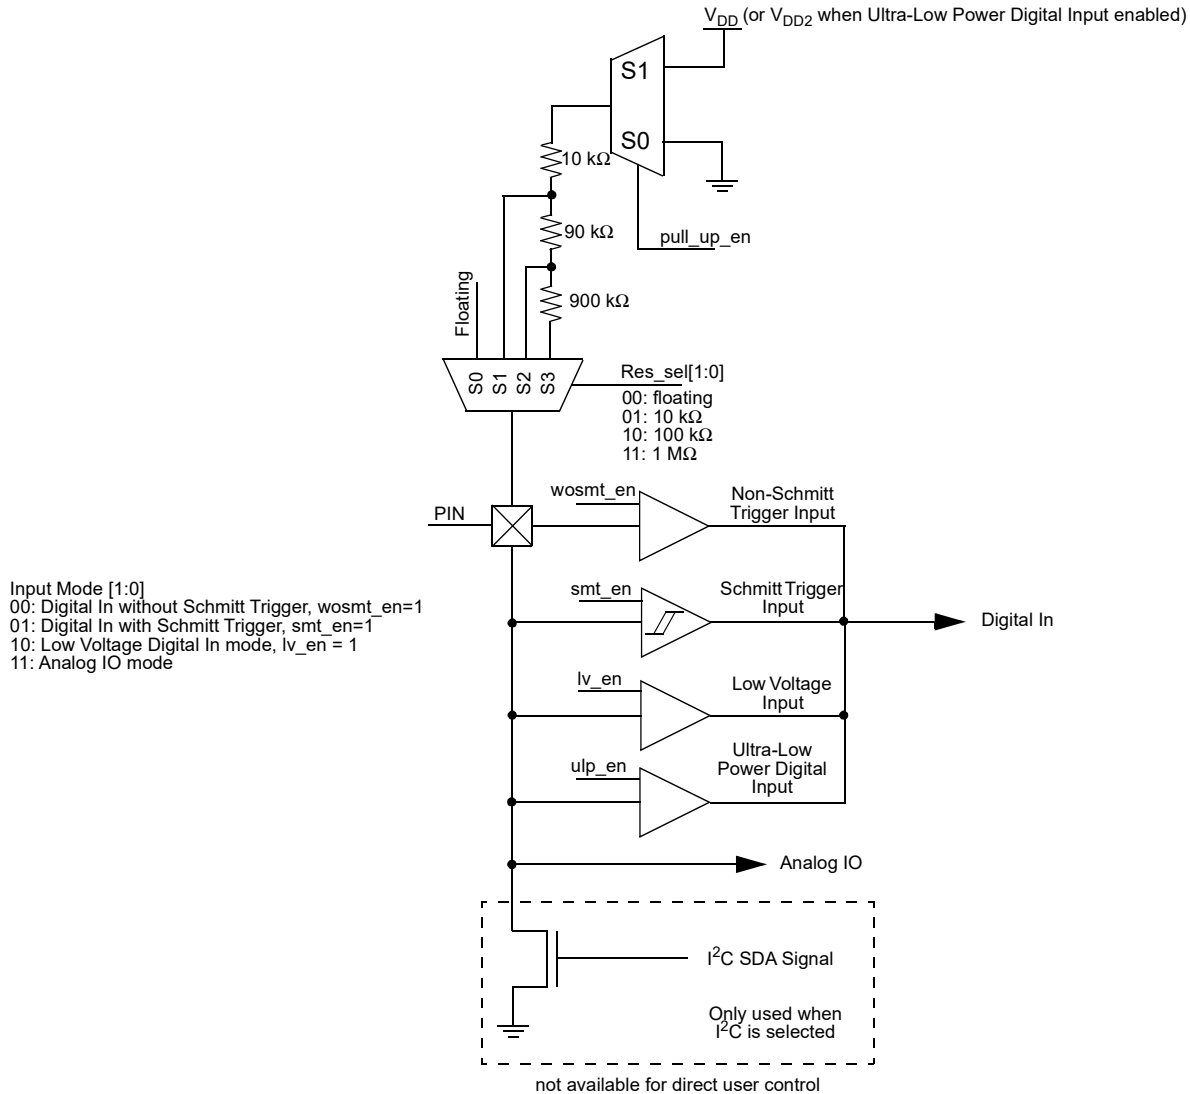 VDD (or VDD2 when Ultra-Low Power Digital Input enabled)
S1
S0
10 kΩ
90 kΩ
pull_up_en
900 kΩ
Floating
S0
S1
S2
S3
Res_sel[1:0]
00: floating
01: 10 kΩ
10: 100 kΩ
11: 1 MΩ
wosmt_en
Non-Schmitt
Trigger Input
PIN
Input Mode [1:0]
00: Digital In without Schmitt Trigger, wosmt_en=1
01: Digital In with Schmitt Trigger, smt_en=1
10: Low Voltage Digital In mode, lv_en = 1
11: Analog IO mode
smt_en
Schmitt Trigger
Input
Digital In
lv_en
Low Voltage
Input
ulp_en
Ultra-Low
Power Digital
Input
Analog IO
I2C SDA Signal
Only used when
I2C is selected
not available for direct user control